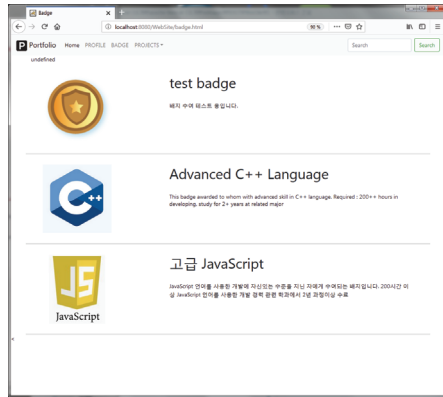 Badge
localhost:8080/WebSite/badge.html
90 %
P Portfolio Home PROFILE BADGE PROJECTS
Search
Search
undefined
test badge
배지 수여 테스트 용입니다.
C++
Advanced C++ Language
This badge awarded to whom with advanced skill in C++ language. Required : 200++ hours in
developing, study for 2+ years at related major
JS
JavaScript
고급 JavaScript
JavaScript 언어를 사용한 개발에 자신있는 수준을 지닌 자에게 수여되는 배지입니다. 200시간 이
상 JavaScript 언어를 사용한 개발 경력 관련 학과에서 2년 과정이상 수료